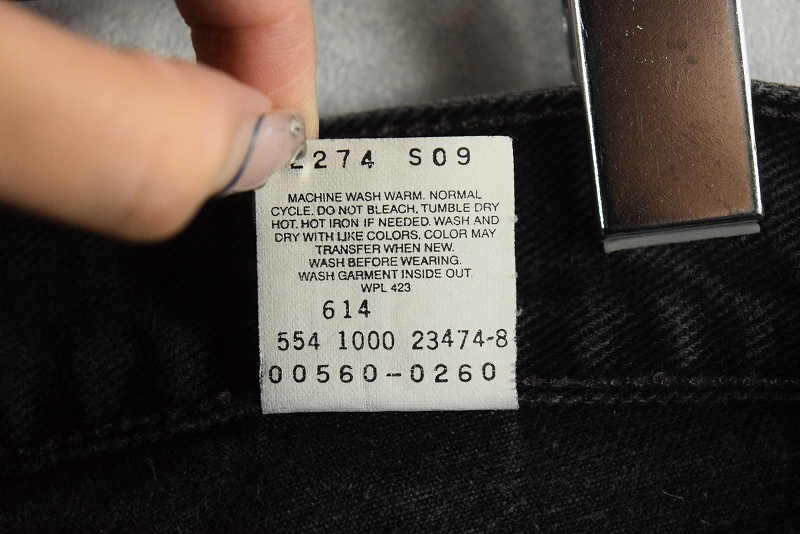 2274 S09
MACHINE WASH WARM. NORMAL
CYCLE. DO NOT BLEACH, TUMBLE DRY
HOT. HOT IRON IF NEEDED. WASH AND
DRY WITH LIKE COLORS. COLOR MAY
TRANSFER WHEN NEW.
WASH BEFORE WEARING.
WASH GARMENT INSIDE OUT.
WPL 423
614
554 1000 23474-8
00560-0260